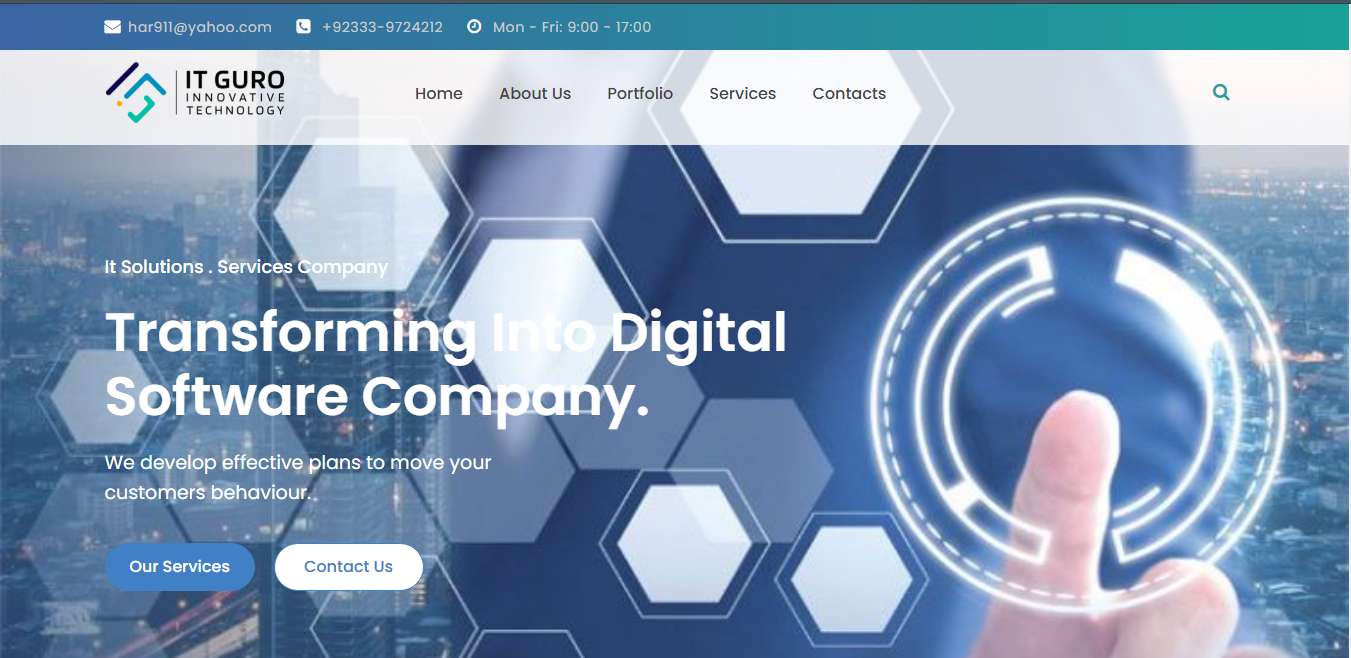 har911@yahoo.com +92333-9724212 Mon - Fri: 9:00 - 17:00
IT GURO
INNOVATIVE
TECHNOLOGY
Home About Us Portfolio Services Contacts
It Solutions . Services Company
Transforming Into Digital
Software Company.
We develop effective plans to move your
customers behaviour.
Our Services Contact Us